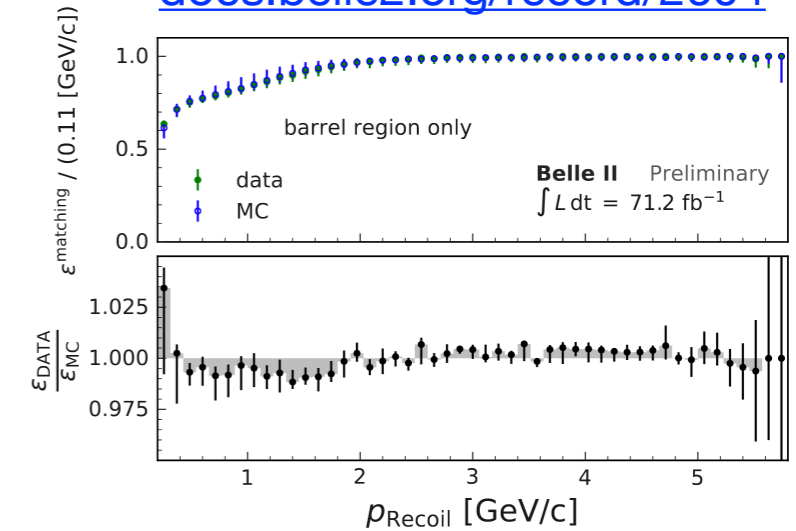 1.0
0.5
0.0
ε^matching / (0.11 [GeV/c])
barrel region only
data
MC
Belle II Preliminary
∫ L dt = 71.2 fb⁻¹
1.025
1.000
0.975
ε_DATA
ε_MC
1 2 3 4 5
p_Recoil [GeV/c]